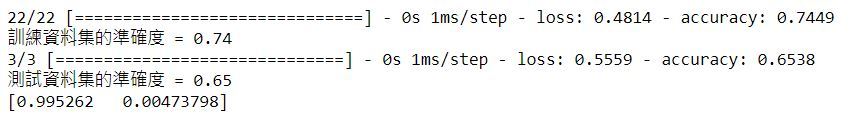 22/22 [==============================] - 0s 1ms/step - loss: 0.4814 - accuracy: 0.7449
訓練資料集的準確度 = 0.74
3/3 [==============================] - 0s 1ms/step - loss: 0.5559 - accuracy: 0.6538
測試資料集的準確度 = 0.65
[0.995262   0.00473798]